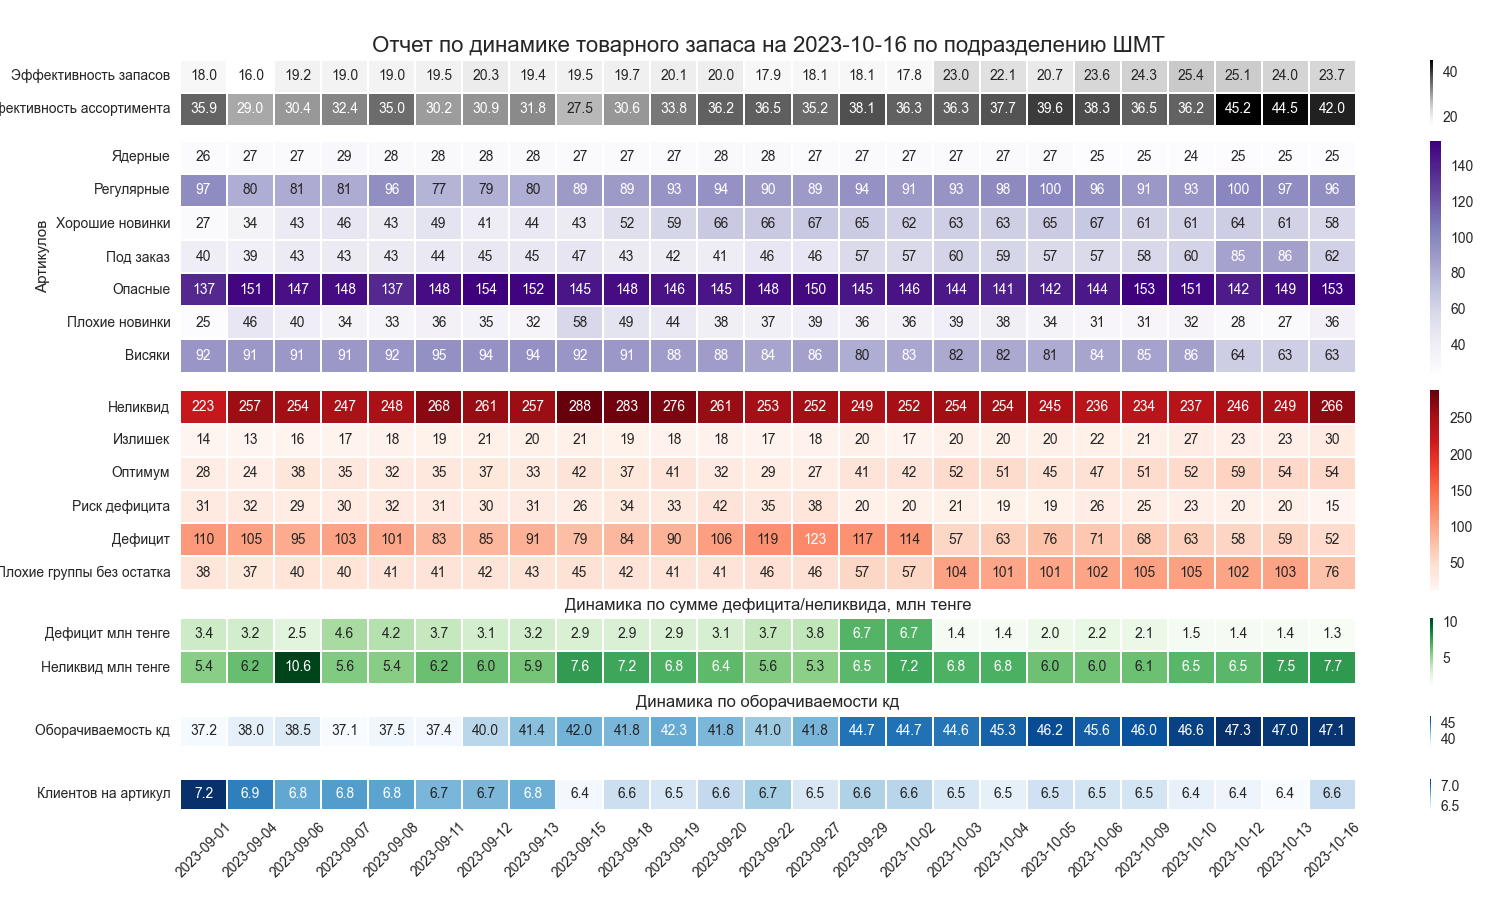 Отчет по динамике товарного запаса на 2023-10-16 по подразделению ШМТ
Эффективность запасов 18.0 16.0 19.2 19.0 19.0 19.5 20.3 19.4 19.5 19.7 20.1 20.0 17.9 18.1 18.1 17.8 23.0 22.1 20.7 23.6 24.3 25.4 25.1 24.0 23.7
фективность ассортимента 35.9 29.0 30.4 32.4 35.0 30.2 30.9 31.8 27.5 30.6 33.8 36.2 36.5 35.2 38.1 36.3 36.3 37.7 39.6 38.3 36.5 36.2 45.2 44.5 42.0
40
20
Артикулов
Ядерные 26 27 27 29 28 28 28 28 27 27 27 28 28 27 27 27 27 27 27 25 25 24 25 25 25
Регулярные 97 80 81 81 96 77 79 80 89 89 93 94 90 89 94 91 93 98 100 96 91 93 100 97 96
Хорошие новинки 27 34 43 46 43 49 41 44 43 52 59 66 66 67 65 62 63 63 65 67 61 61 64 61 58
Под заказ 40 39 43 43 43 44 45 45 47 43 42 41 46 46 57 57 60 59 57 57 58 60 85 86 62
Опасные 137 151 147 148 137 148 154 152 145 148 146 145 148 150 145 146 144 141 142 144 153 151 142 149 153
Плохие новинки 25 46 40 34 33 36 35 32 58 49 44 38 37 39 36 36 39 38 34 31 31 32 28 27 36
Висяки 92 91 91 91 92 95 94 94 92 91 88 88 84 86 80 83 82 82 81 84 85 86 64 63 63
140
120
100
80
60
40
Неликвид 223 257 254 247 248 268 261 257 288 283 276 261 253 252 249 252 254 254 245 236 234 237 246 249 266
Излишек 14 13 16 17 18 19 21 20 21 19 18 18 17 18 20 17 20 20 20 22 21 27 23 23 30
Оптимум 28 24 38 35 32 35 37 33 42 37 41 32 29 27 41 42 52 51 45 47 51 52 59 54 54
Риск дефицита 31 32 29 30 32 31 30 31 26 34 33 42 35 38 20 20 21 19 19 26 25 23 20 20 15
Дефицит 110 105 95 103 101 83 85 91 79 84 90 106 119 123 117 114 57 63 76 71 68 63 58 59 52
Плохие группы без остатка 38 37 40 40 41 41 42 43 45 42 41 41 46 46 57 57 104 101 101 102 105 105 102 103 76
250
200
150
100
50
Динамика по сумме дефицита/неликвида, млн тенге
Дефицит млн тенге 3.4 3.2 2.5 4.6 4.2 3.7 3.1 3.2 2.9 2.9 2.9 3.1 3.7 3.8 6.7 6.7 1.4 1.4 2.0 2.2 2.1 1.5 1.4 1.4 1.3
Неликвид млн тенге 5.4 6.2 10.6 5.6 5.4 6.2 6.0 5.9 7.6 7.2 6.8 6.4 5.6 5.3 6.5 7.2 6.8 6.8 6.0 6.0 6.1 6.5 6.5 7.5 7.7
10
5
Динамика по оборачиваемости кд
Оборачиваемость кд 37.2 38.0 38.5 37.1 37.5 37.4 40.0 41.4 42.0 41.8 42.3 41.8 41.0 41.8 44.7 44.7 44.6 45.3 46.2 45.6 46.0 46.6 47.3 47.0 47.1
45
40
Клиентов на артикул 7.2 6.9 6.8 6.8 6.8 6.7 6.7 6.8 6.4 6.6 6.5 6.6 6.7 6.5 6.6 6.6 6.5 6.5 6.5 6.5 6.5 6.4 6.4 6.4 6.6
7.0
6.5
2023-09-01 2023-09-04 2023-09-06 2023-09-07 2023-09-08 2023-09-11 2023-09-12 2023-09-13 2023-09-15 2023-09-18 2023-09-19 2023-09-20 2023-09-22 2023-09-27 2023-09-29 2023-10-02 2023-10-03 2023-10-04 2023-10-05 2023-10-06 2023-10-09 2023-10-10 2023-10-12 2023-10-13 2023-10-16